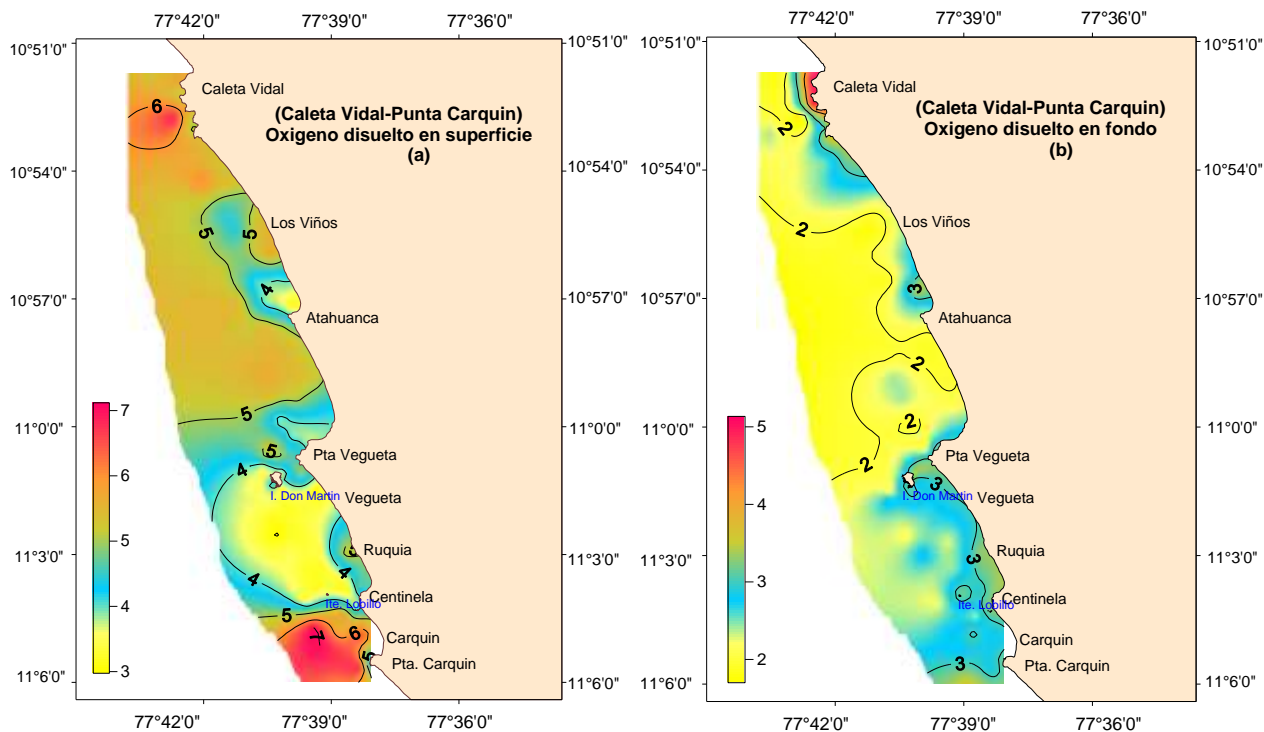 77°42'0"
77°39'0"
77°36'0"
10°51'0"
10°51'0"
Caleta Vidal
6
(Caleta Vidal-Punta Carquin)
Oxigeno disuelto en superficie
(a)
10°54'0"
10°54'0"
Los Viños
5
5
4
10°57'0"
10°57'0"
Atahuanca
7
5
11°0'0"
11°0'0"
5
Pta Vegueta
6
4
I. Don Martin
Vegueta
5
Ruquia
11°3'0"
11°3'0"
4
4
4
Centinela
Ite. Lobillo
5
6
7
Carquin
5
Pta. Carquin
3
11°6'0"
11°6'0"
77°42'0"
77°39'0"
77°36'0"
77°42'0"
77°39'0"
77°36'0"
10°51'0"
10°51'0"
Caleta Vidal
2
(Caleta Vidal-Punta Carquin)
Oxigeno disuelto en fondo
(b)
10°54'0"
10°54'0"
Los Viños
2
3
10°57'0"
10°57'0"
Atahuanca
2
5
2
11°0'0"
11°0'0"
Pta Vegueta
2
4
3
I. Don Martin
Vegueta
Ruquia
11°3'0"
11°3'0"
3
3
Centinela
Ite. Lobillo
Carquin
2
3
Pta. Carquin
11°6'0"
11°6'0"
77°42'0"
77°39'0"
77°36'0"